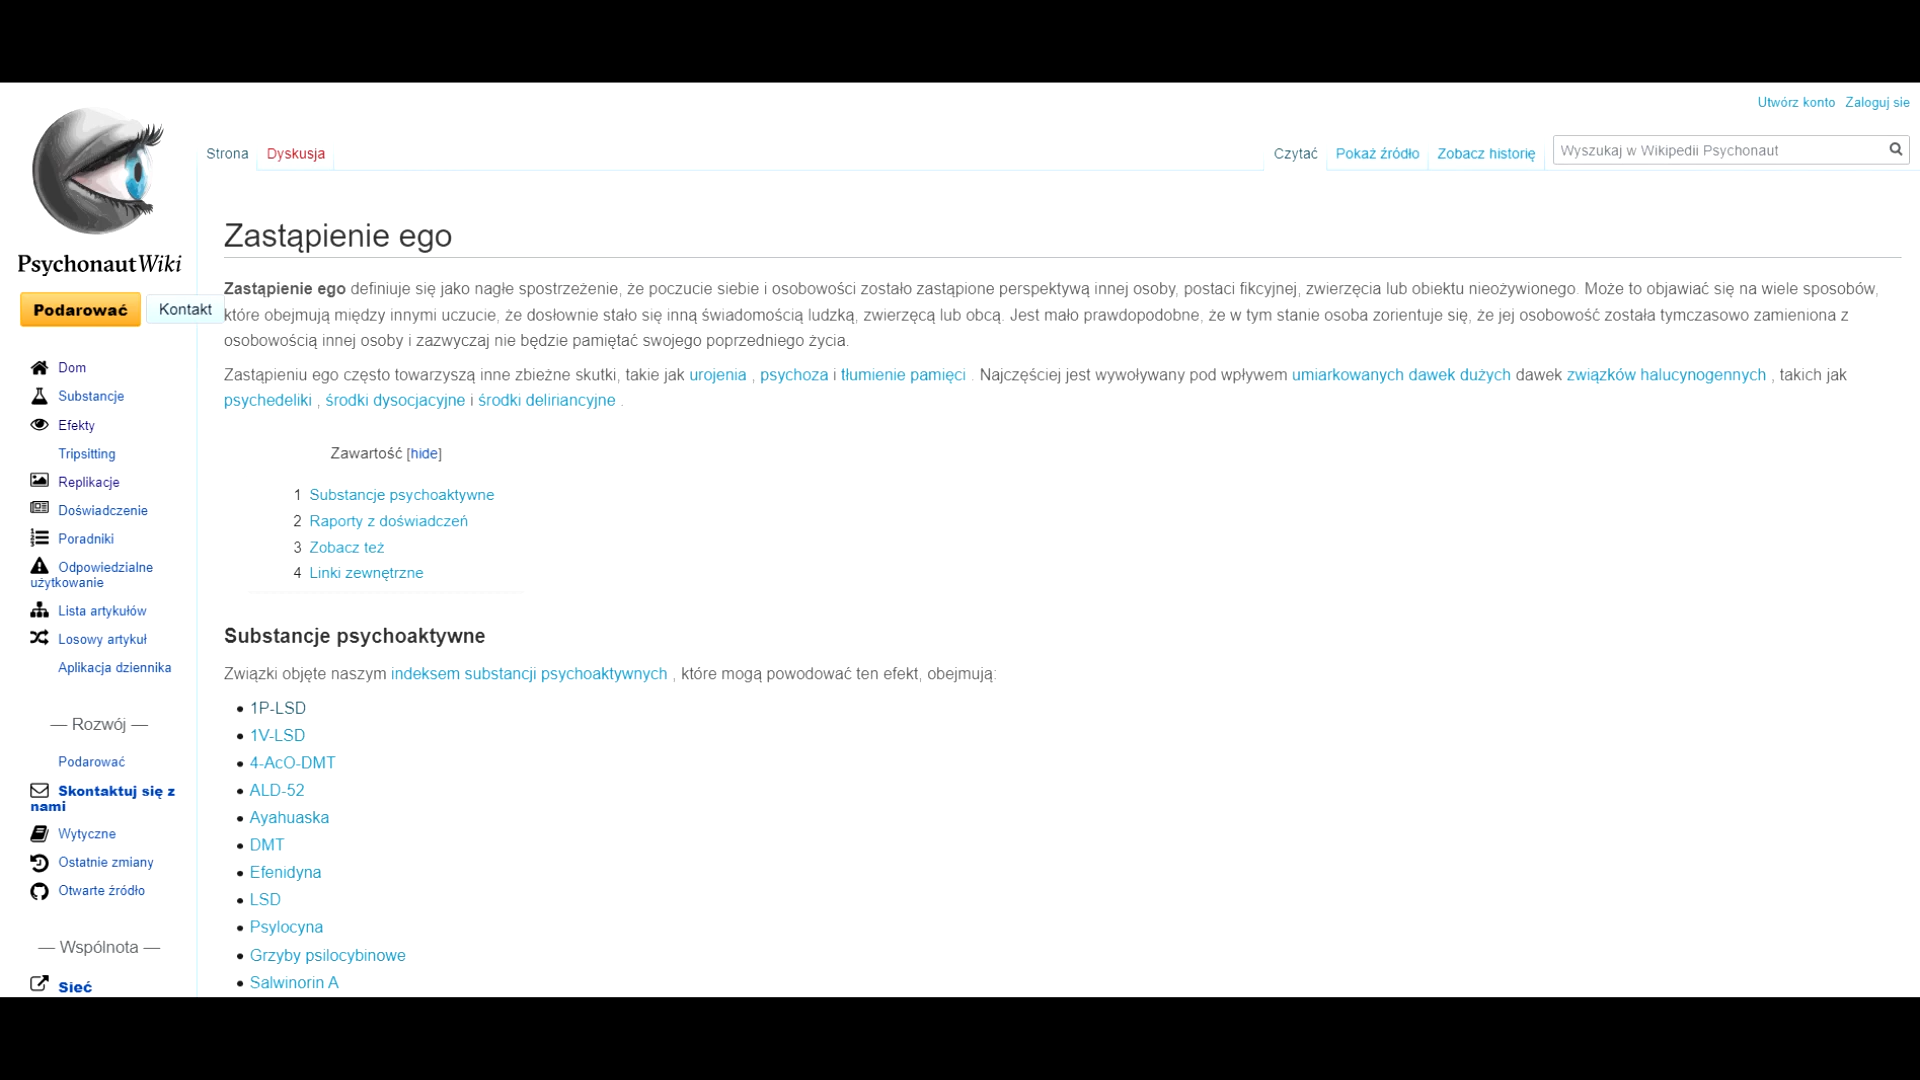 Utwórz konto Zaloguj sie
Strona Dyskusja Czytać Pokaż źródło Zobacz historię Wyszukaj w Wikipedii Psychonaut
PsychonautWiki
Podarować Kontakt
Dom
Substancje
Efekty
Tripsitting
Replikacje
Doświadczenie
Poradniki
Odpowiedzialne
użytkowanie
Lista artykułów
Losowy artykuł
Aplikacja dziennika
— Rozwój —
Podarować
Skontaktuj się z
nami
Wytyczne
Ostatnie zmiany
Otwarte źródło
— Wspólnota —
Sieć
Zastąpienie ego
Zastąpienie ego definiuje się jako nagłe spostrzeżenie, że poczucie siebie i osobowości zostało zastąpione perspektywą innej osoby, postaci fikcyjnej, zwierzęcia lub obiektu nieożywionego. Może to objawiać się na wiele sposobów,
które obejmują między innymi uczucie, że dosłownie stało się inną świadomością ludzką, zwierzęcą lub obcą. Jest mało prawdopodobne, że w tym stanie osoba zorientuje się, że jej osobowość została tymczasowo zamieniona z
osobowością innej osoby i zazwyczaj nie będzie pamiętać swojego poprzedniego życia.
Zastąpieniu ego często towarzyszą inne zbieżne skutki, takie jak urojenia , psychoza i tłumienie pamięci . Najczęściej jest wywoływany pod wpływem umiarkowanych dawek dużych dawek związków halucynogennych , takich jak
psychedeliki , środki dysocjacyjne i środki deliriancyjne .
Zawartość [hide]
1 Substancje psychoaktywne
2 Raporty z doświadczeń
3 Zobacz też
4 Linki zewnętrzne
Substancje psychoaktywne
Związki objęte naszym indeksem substancji psychoaktywnych , które mogą powodować ten efekt, obejmują:
• 1P-LSD
• 1V-LSD
• 4-AcO-DMT
• ALD-52
• Ayahuaska
• DMT
• Efenidyna
• LSD
• Psylocyna
• Grzyby psilocybinowe
• Salwinorin A